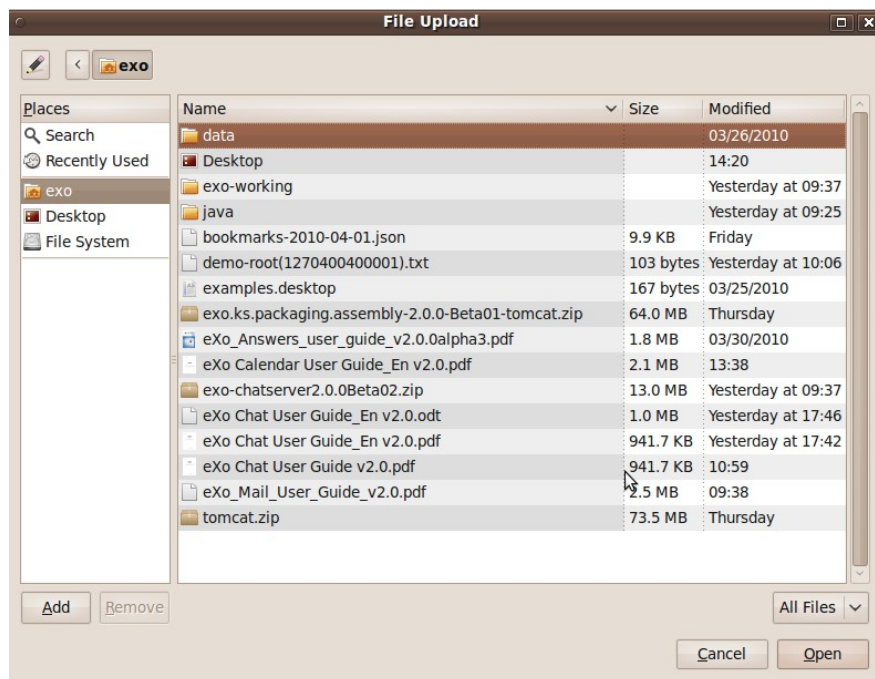 File Upload
exo
Places
Search
Recently Used
exo
Desktop
File System
Name Size Modified
data 03/26/2010
Desktop 14:20
exo-working Yesterday at 09:37
java Yesterday at 09:25
bookmarks-2010-04-01.json 9.9 KB Friday
demo-root(1270400400001).txt 103 bytes Yesterday at 10:06
examples.desktop 167 bytes 03/25/2010
exo.ks.packaging.assembly-2.0.0-Beta01-tomcat.zip 64.0 MB Thursday
eXo_Answers_user_guide_v2.0.0alpha3.pdf 1.8 MB 03/30/2010
eXo Calendar User Guide_En v2.0.pdf 2.1 MB 13:38
exo-chatserver2.0.0Beta02.zip 13.0 MB Yesterday at 09:37
eXo Chat User Guide_En v2.0.odt 1.0 MB Yesterday at 17:46
eXo Chat User Guide_En v2.0.pdf 941.7 KB Yesterday at 17:42
eXo Chat User Guide v2.0.pdf 941.7 KB 10:59
eXo_Mail_User_Guide_v2.0.pdf 2.5 MB 09:38
tomcat.zip 73.5 MB Thursday
Add Remove All Files
Cancel Open